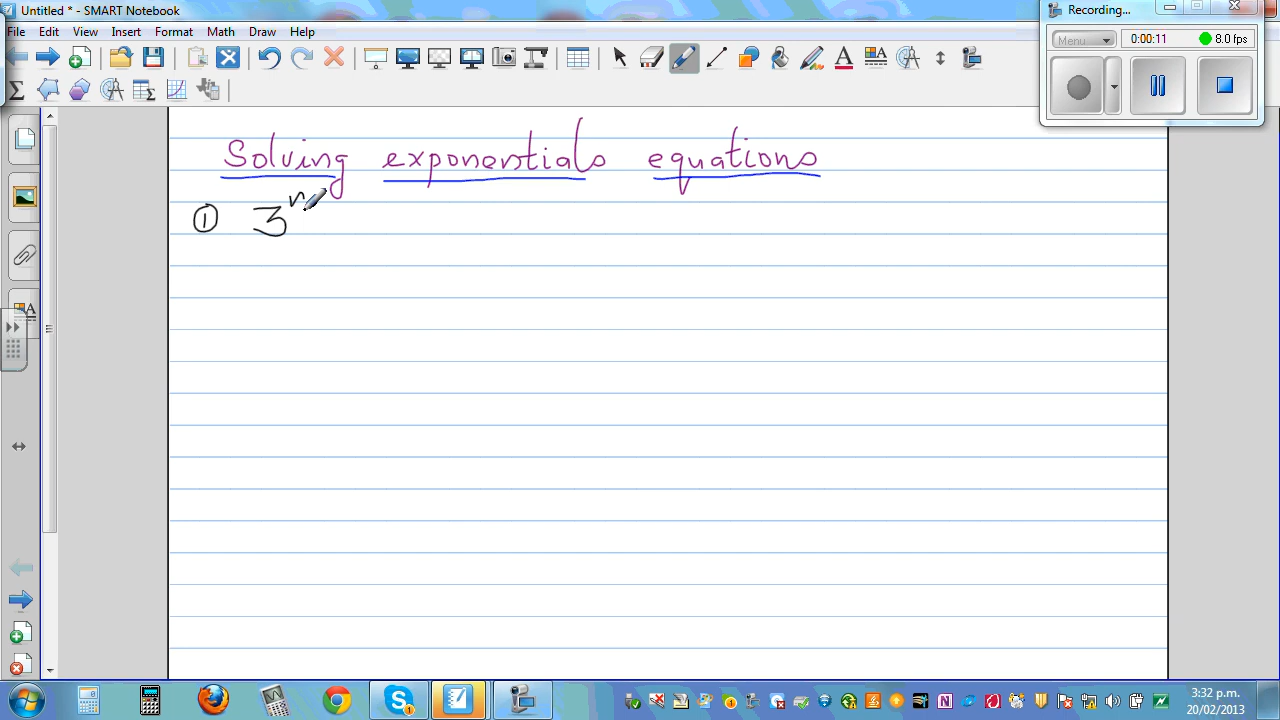 Untitled * - SMART Notebook
Recording...
File Edit View Insert Format Math Draw Help
Menu 0:00:11 8.0 fps
Solving exponentials equations
① 3ⁿ
3:32 p.m.
20/02/2013